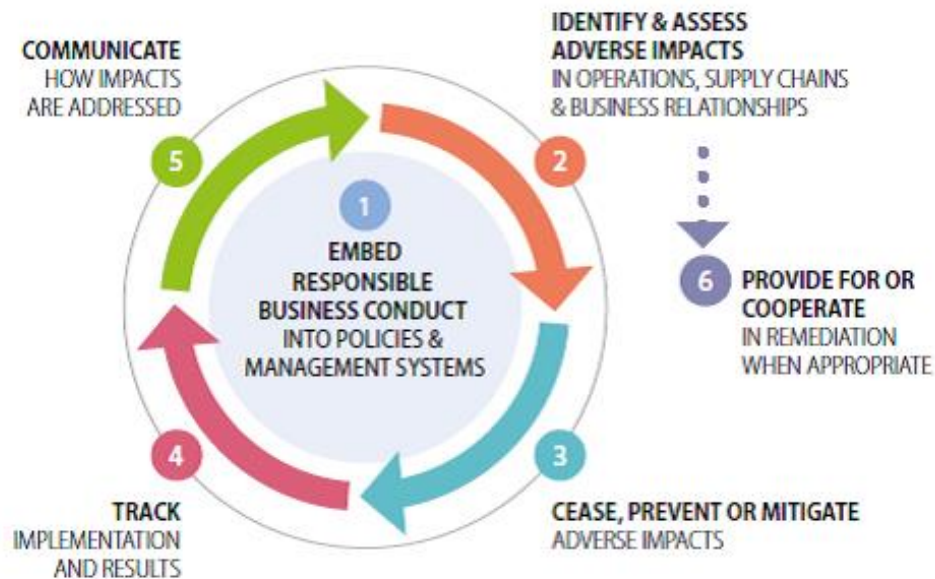 COMMUNICATE
HOW IMPACTS
ARE ADDRESSED
5
IDENTIFY & ASSESS
ADVERSE IMPACTS
IN OPERATIONS, SUPPLY CHAINS
& BUSINESS RELATIONSHIPS
2
1
EMBED
RESPONSIBLE
BUSINESS CONDUCT
INTO POLICIES &
MANAGEMENT SYSTEMS
6
PROVIDE FOR OR
COOPERATE
IN REMEDIATION
WHEN APPROPRIATE
4
TRACK
IMPLEMENTATION
AND RESULTS
3
CEASE, PREVENT OR MITIGATE
ADVERSE IMPACTS